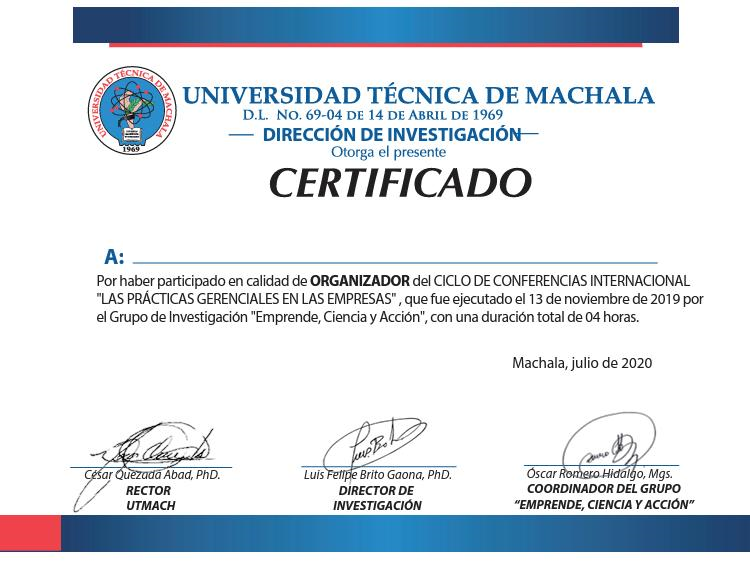 UNIVERSIDAD TÉCNICA DE MACHALA
1969
UNIVERSIDAD TÉCNICA DE MACHALA
D.L. No. 69-04 DE 14 DE ABRIL DE 1969
DIRECCIÓN DE INVESTIGACIÓN
Otorga el presente
CERTIFICADO
A:
Por haber participado en calidad de ORGANIZADOR del CICLO DE CONFERENCIAS INTERNACIONAL
"LAS PRÁCTICAS GERENCIALES EN LAS EMPRESAS" , que fue ejecutado el 13 de noviembre de 2019 por
el Grupo de Investigación "Emprende, Ciencia y Acción", con una duración total de 04 horas.
Machala, julio de 2020
César Quezada Abad, PhD.
RECTOR
UTMACH
Luis Felipe Brito Gaona, PhD.
DIRECTOR DE
INVESTIGACIÓN
Óscar Romero Hidalgo, Mgs.
COORDINADOR DEL GRUPO
“EMPRENDE, CIENCIA Y ACCIÓN”